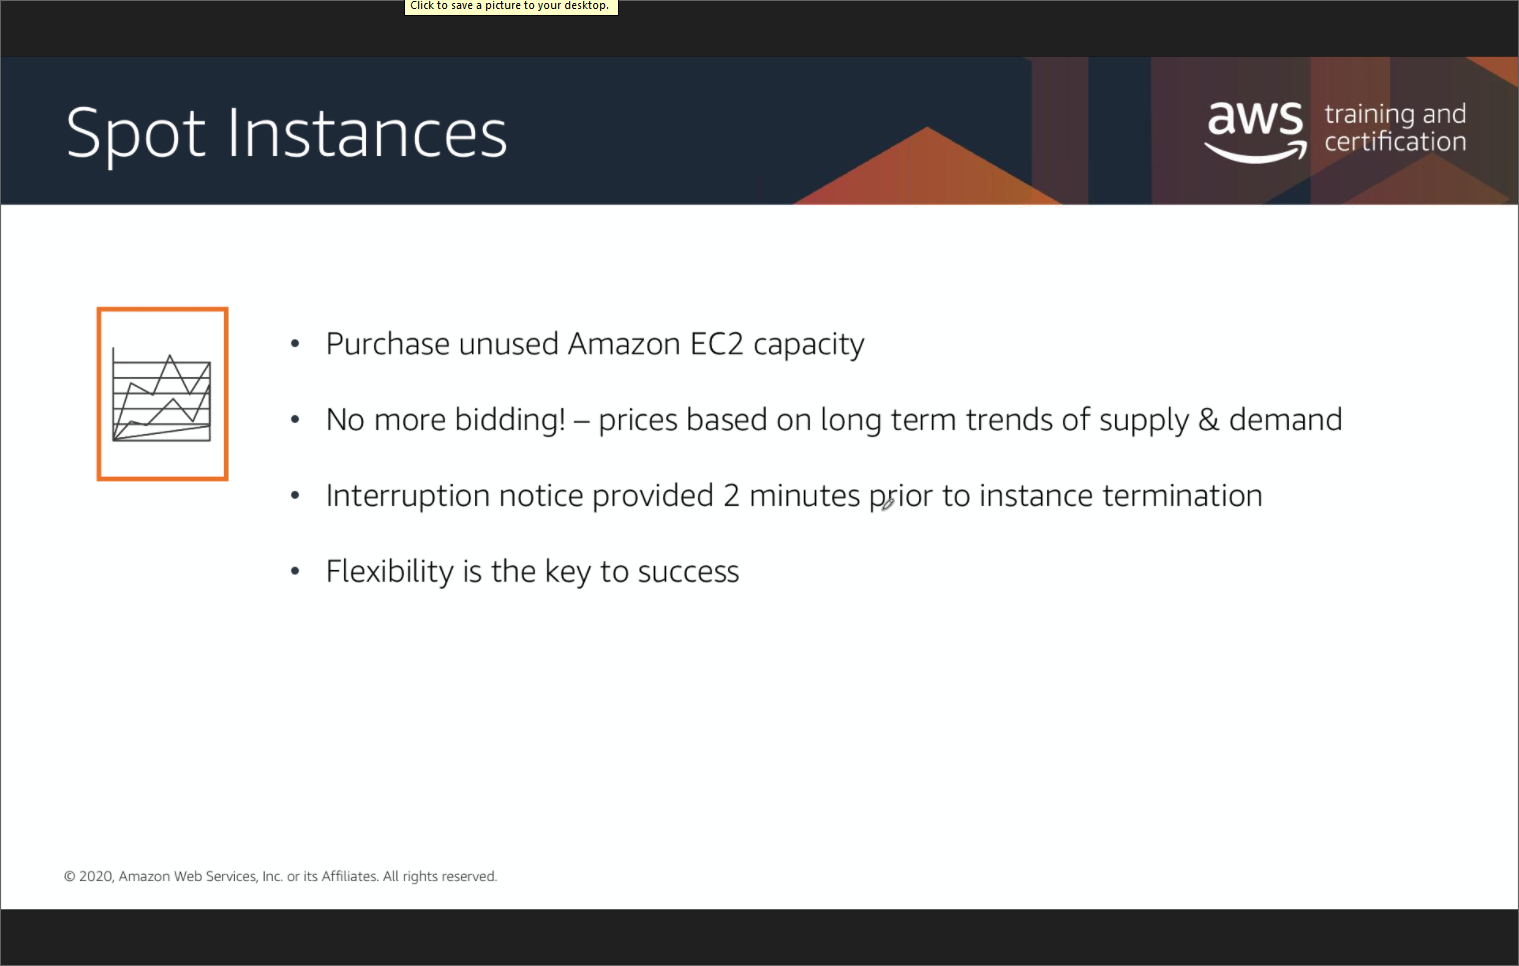 Click to save a picture to your desktop.
Spot Instances
aws training and
certification
• Purchase unused Amazon EC2 capacity
• No more bidding! – prices based on long term trends of supply & demand
• Interruption notice provided 2 minutes prior to instance termination
• Flexibility is the key to success
© 2020, Amazon Web Services, Inc. or its Affiliates. All rights reserved.